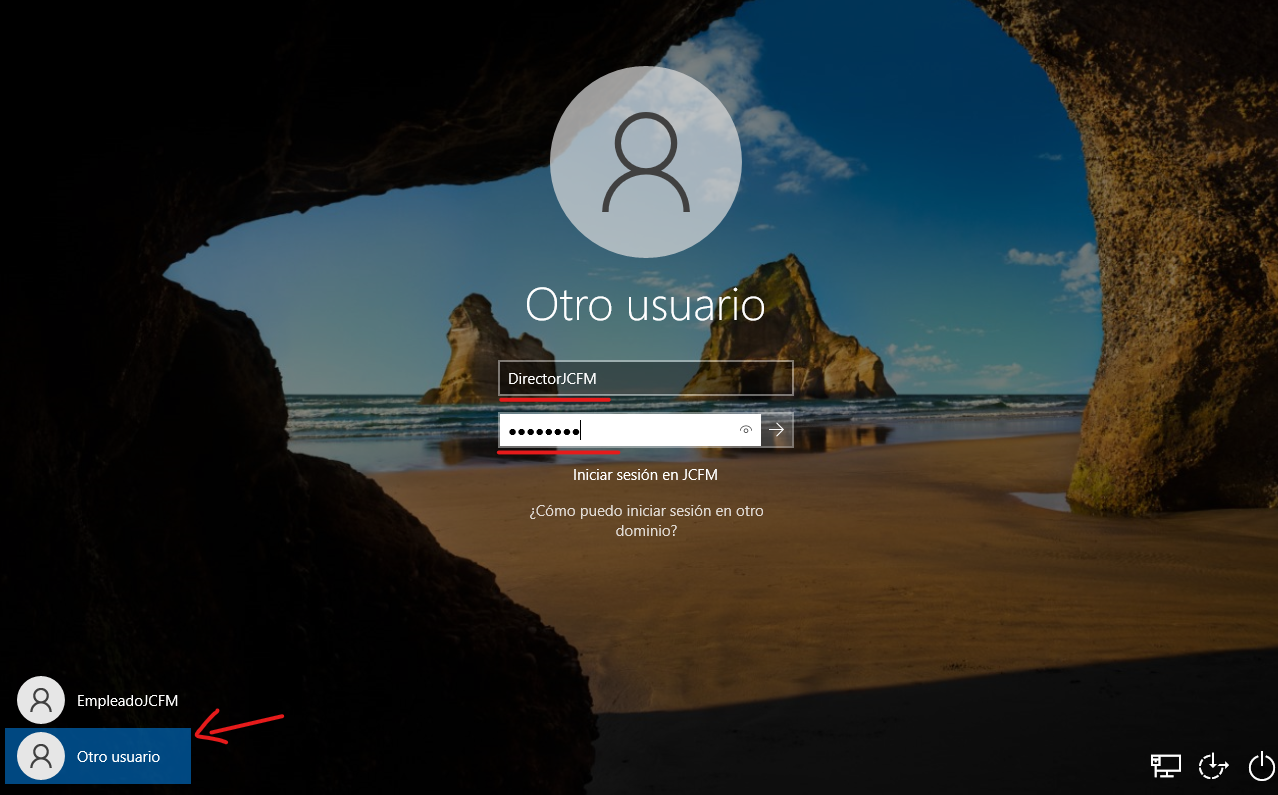 Otro usuario
DirectorJCFM
●●●●●●●●
Iniciar sesión en JCFM
¿Cómo puedo iniciar sesión en otro
dominio?
EmpleadoJCFM
Otro usuario